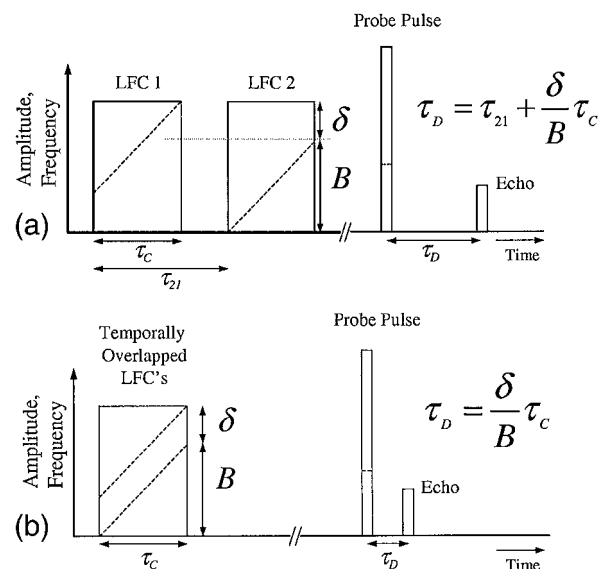 Probe Pulse
LFC 1
LFC 2
δ
B
τ_D = τ_21 + δ/B τ_C
Amplitude,
Frequency
Echo
(a)
τ_C
τ_21
τ_D
Time
Probe Pulse
Temporally
Overlapped
LFC's
δ
B
τ_D = δ/B τ_C
Amplitude,
Frequency
Echo
(b)
τ_C
τ_D
Time